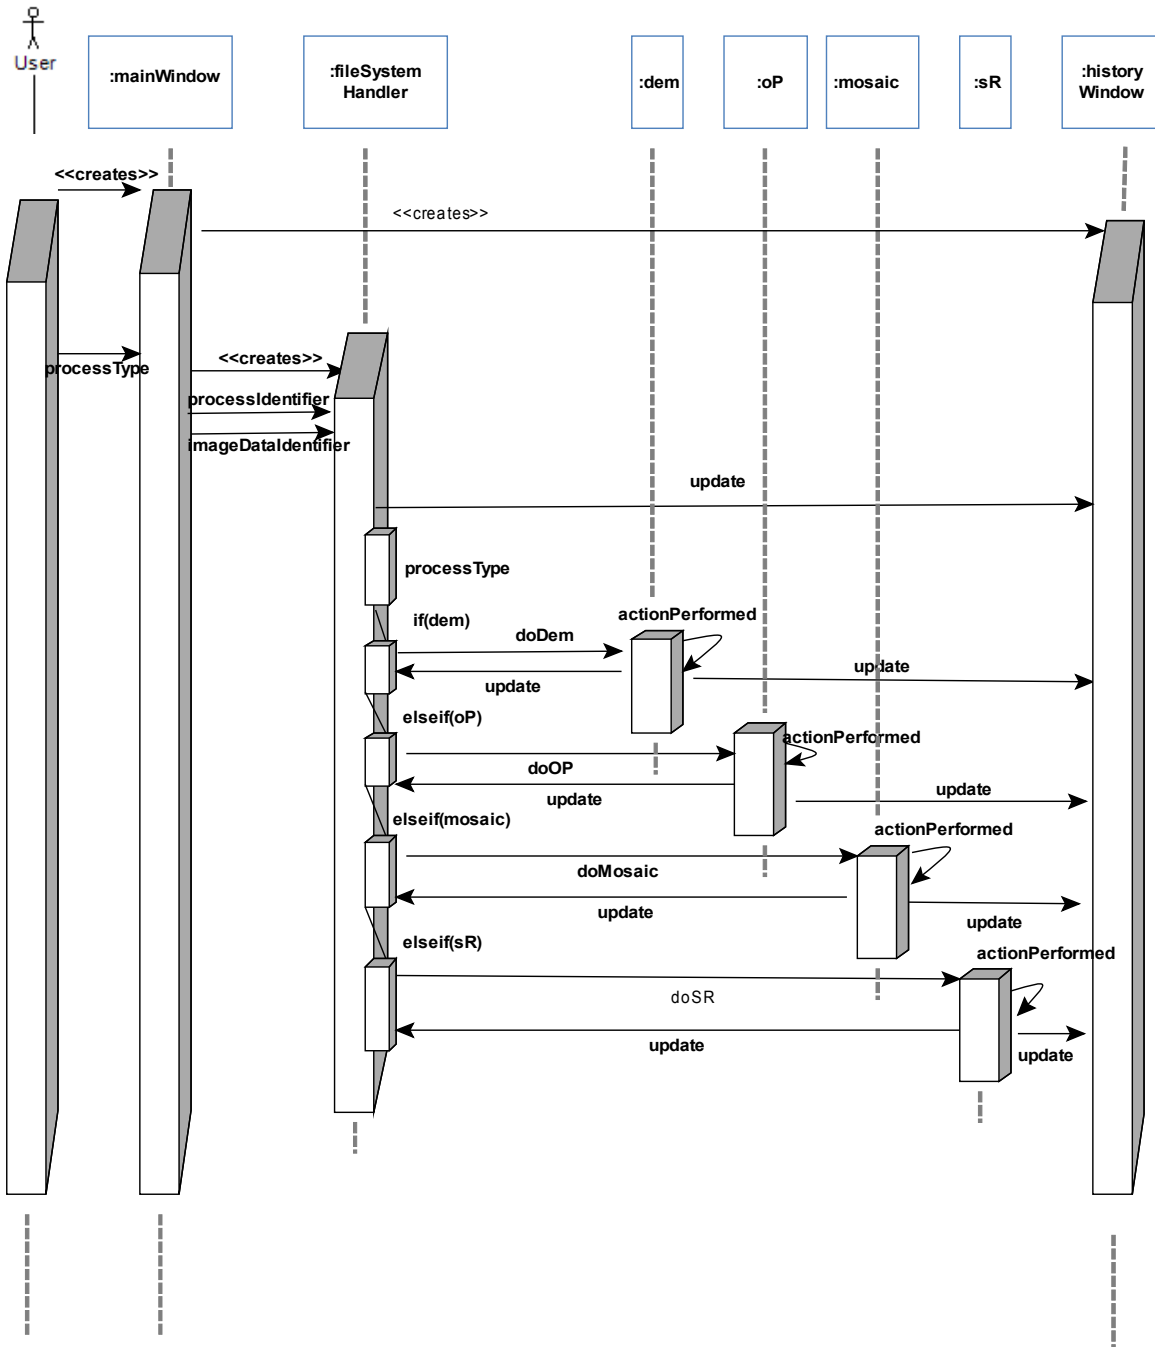 User
:mainWindow
:fileSystem
Handler
:dem
:oP
:mosaic
:sR
:history
Window
<<creates>>
<<creates>>
processType
<<creates>>
processIdentifier
imageDataIdentifier
update
processType
if(dem)
actionPerformed
doDem
update
update
elseif(oP)
actionPerformed
doOP
update
update
elseif(mosaic)
actionPerformed
doMosaic
update
update
elseif(sR)
actionPerformed
doSR
update
update